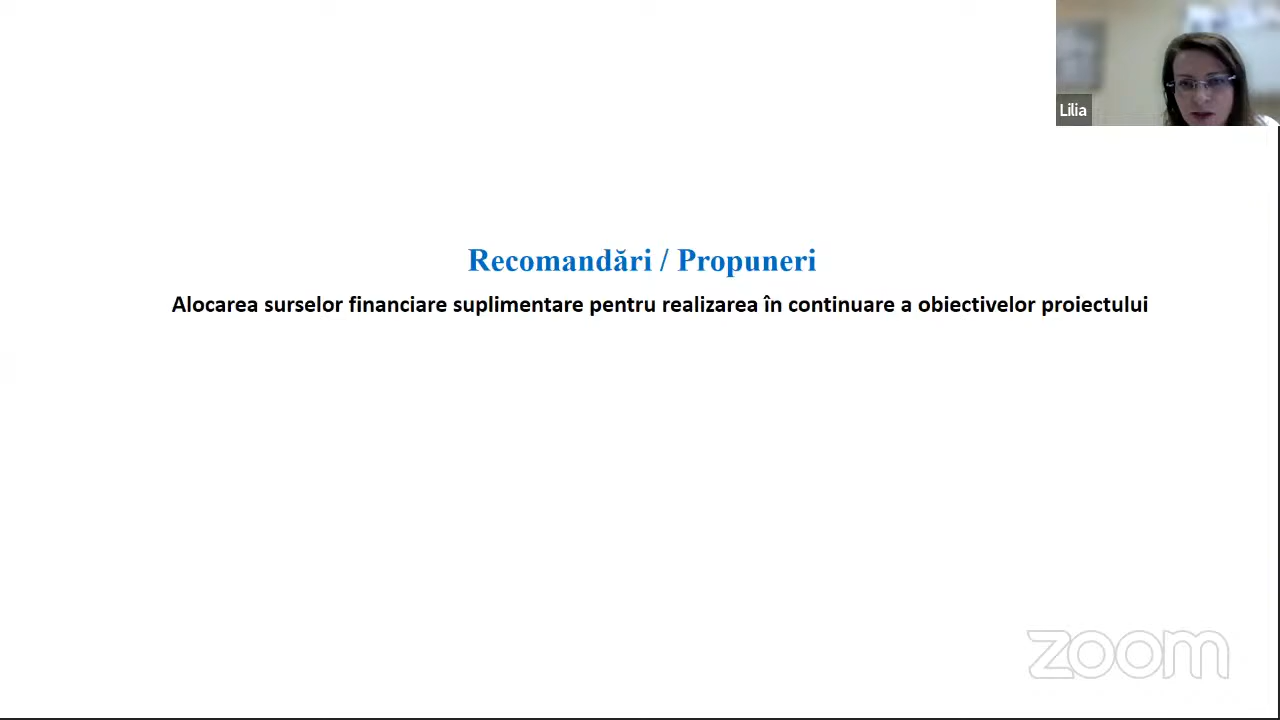 Lilia
Recomandări / Propuneri
Alocarea surselor financiare suplimentare pentru realizarea în continuare a obiectivelor proiectului
zoom